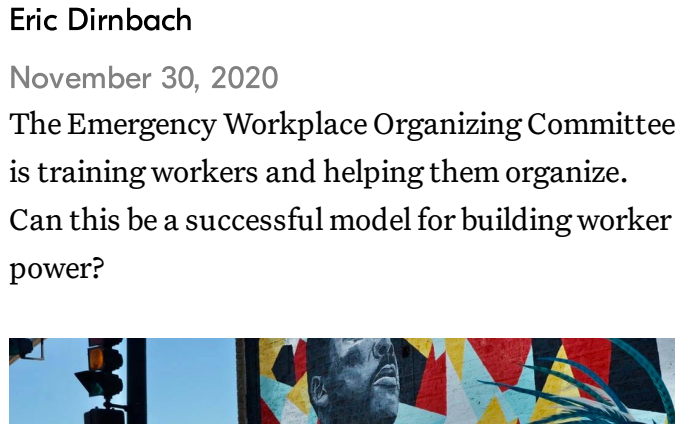 Eric Dirnbach
November 30, 2020
The Emergency Workplace Organizing Committee
is training workers and helping them organize.
Can this be a successful model for building worker
power?